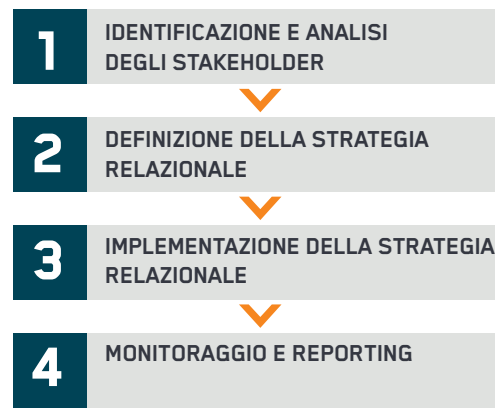 1
IDENTIFICAZIONE E ANALISI
DEGLI STAKEHOLDER
2
DEFINIZIONE DELLA STRATEGIA
RELAZIONALE
3
IMPLEMENTAZIONE DELLA STRATEGIA
RELAZIONALE
4
MONITORAGGIO E REPORTING